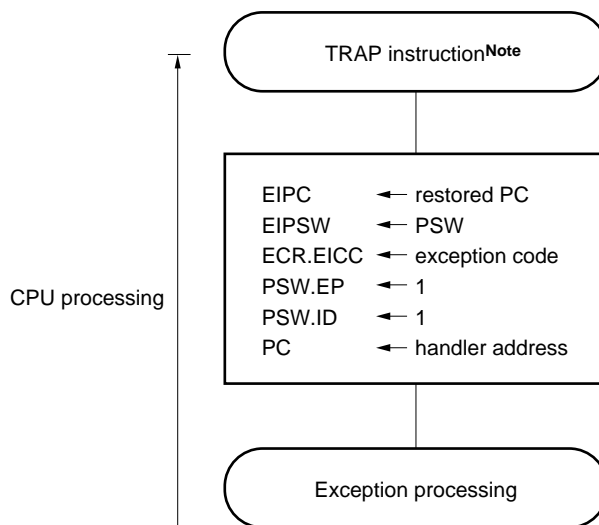 TRAP instructionNote
EIPC ← restored PC
EIPSW ← PSW
ECR.EICC ← exception code
PSW.EP ← 1
PSW.ID ← 1
PC ← handler address
CPU processing
Exception processing